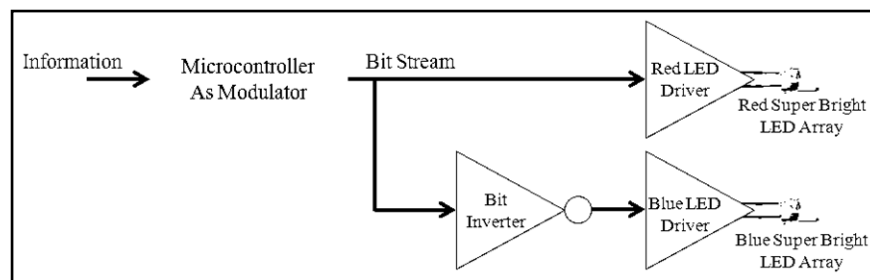 Information
Microcontroller
As Modulator
Bit Stream
Red LED
Driver
Red Super Bright
LED Array
Bit
Inverter
Blue LED
Driver
Blue Super Bright
LED Array